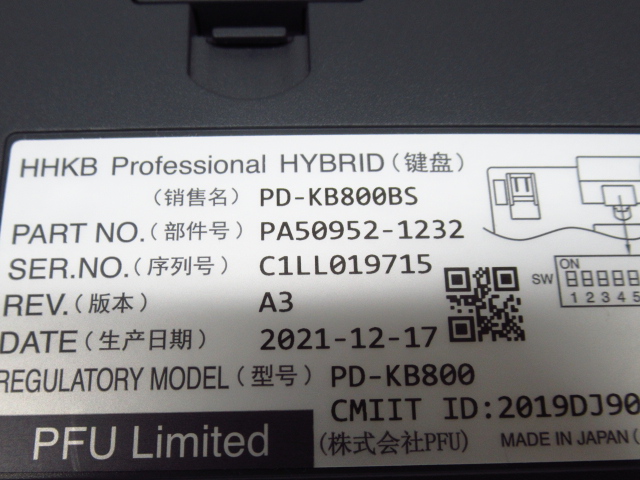 HHKB Professional HYBRID（键盘）
（销售名） PD-KB800BS
PART NO.（部件号） PA50952-1232
SER.NO.（序列号） C1LL019715
REV.（版本） A3
DATE（生产日期） 2021-12-17
REGULATORY MODEL（型号） PD-KB800
CMIIT ID:2019DJ90
PFU Limited （株式会社PFU） MADE IN JAPAN（
SW
ON
1 2 3 4 5